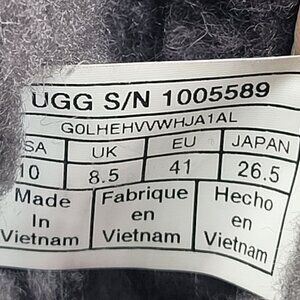 UGG S/N 1005589
GOLHEHVVWHJA1AL
SA UK EU JAPAN
10 8.5 41 26.5
Made Fabrique Hecho
In en en
Vietnam Vietnam Vietnam